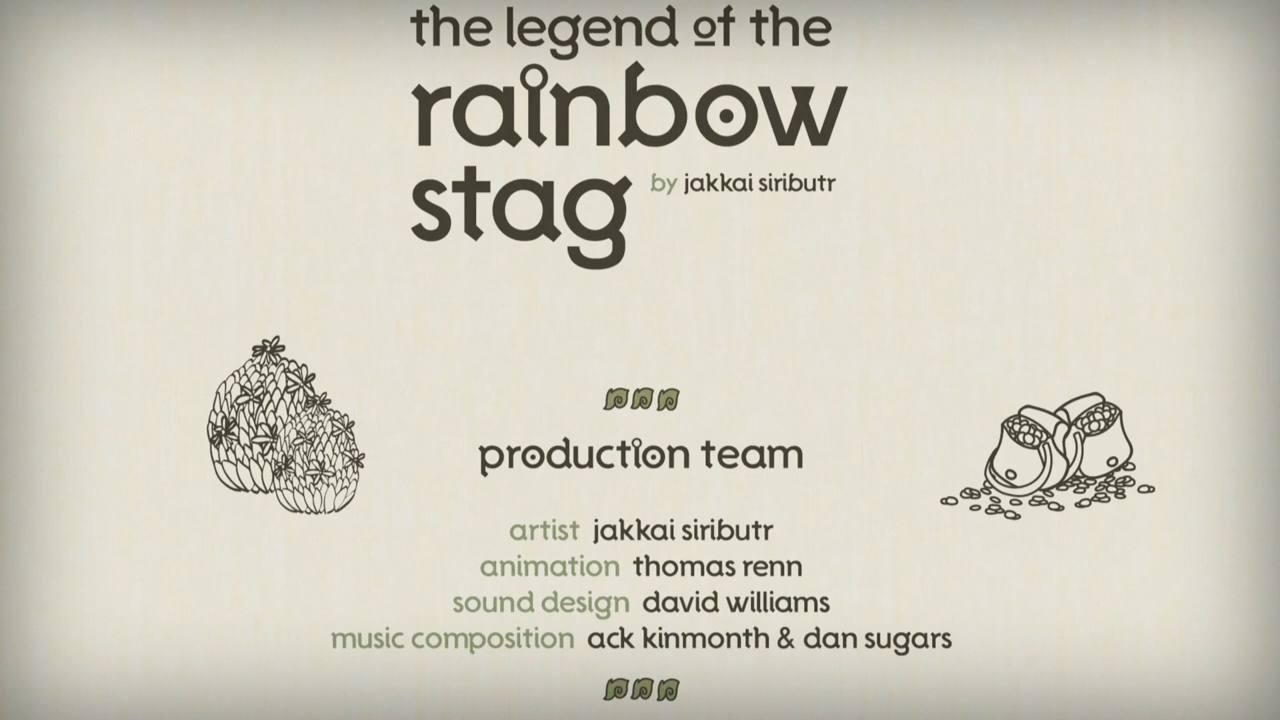 the legend of the
rainbow
stag by jakkai siributr
production team
artist jakkai siributr
animation thomas renn
sound design david williams
music composition ack kinmonth & dan sugars